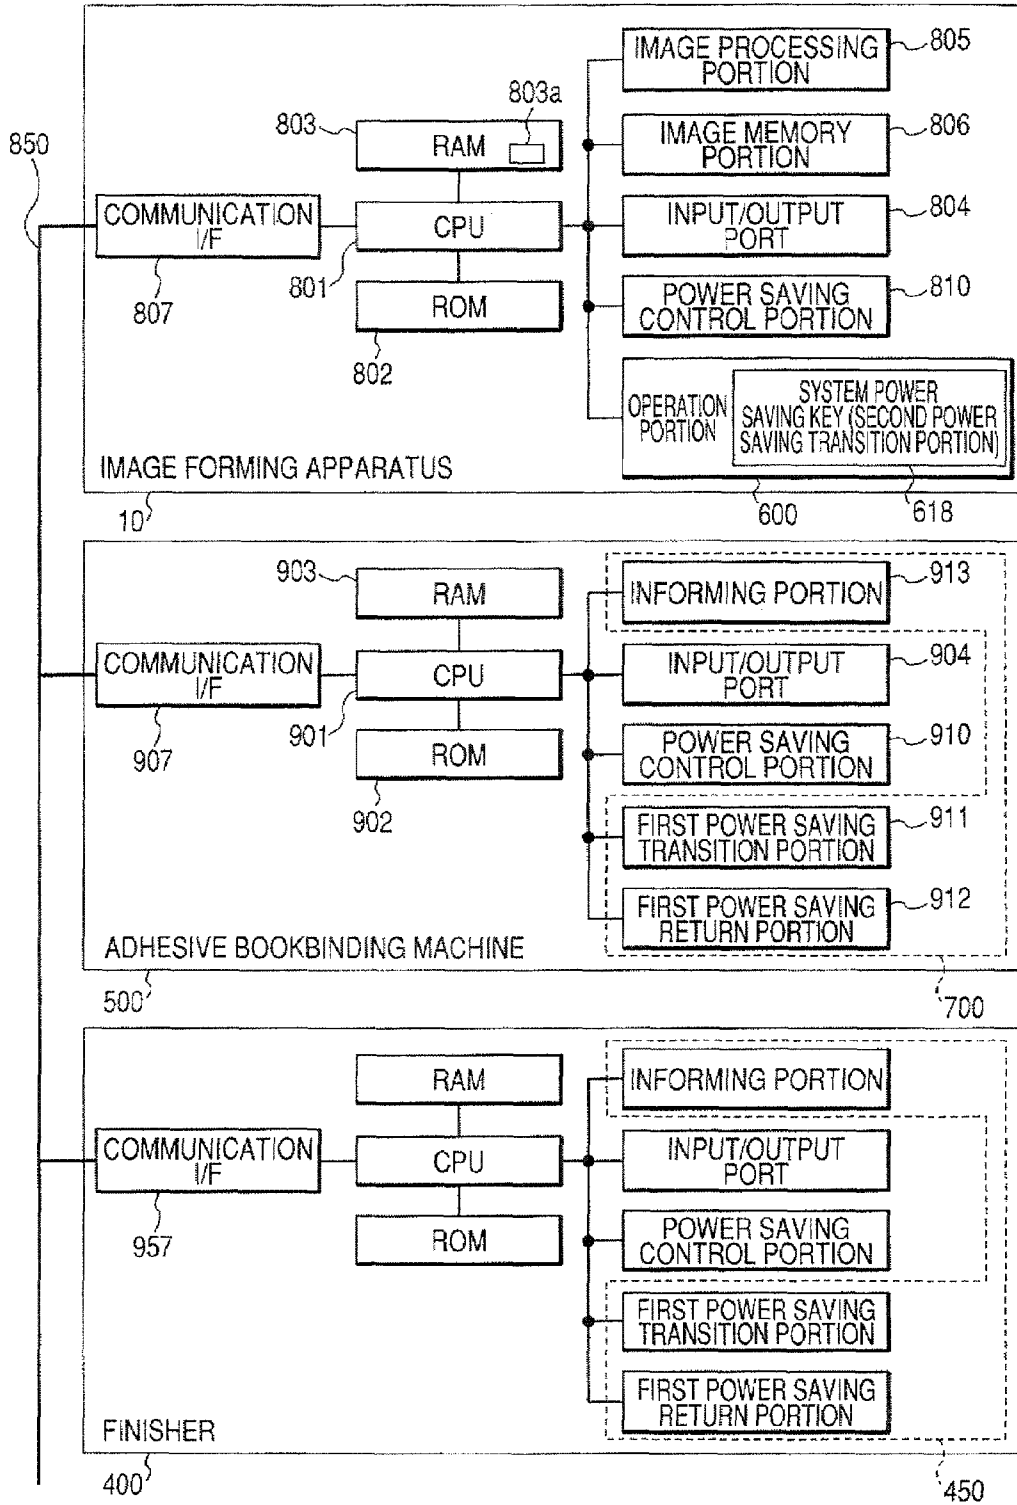 IMAGE PROCESSING
PORTION
805
803a
803
RAM
IMAGE MEMORY
PORTION
806
850
COMMUNICATION
I/F
807
CPU
801
INPUT/OUTPUT
PORT
804
ROM
802
POWER SAVING
CONTROL PORTION
810
OPERATION
PORTION
SYSTEM POWER
SAVING KEY (SECOND POWER
SAVING TRANSITION PORTION)
IMAGE FORMING APPARATUS
10
600
618
903
RAM
INFORMING PORTION
913
COMMUNICATION
I/F
907
CPU
901
INPUT/OUTPUT
PORT
904
ROM
902
POWER SAVING
CONTROL PORTION
910
FIRST POWER SAVING
TRANSITION PORTION
911
FIRST POWER SAVING
RETURN PORTION
912
ADHESIVE BOOKBINDING MACHINE
500
700
RAM
INFORMING PORTION
COMMUNICATION
I/F
957
CPU
INPUT/OUTPUT
PORT
ROM
POWER SAVING
CONTROL PORTION
FIRST POWER SAVING
TRANSITION PORTION
FIRST POWER SAVING
RETURN PORTION
FINISHER
400
450